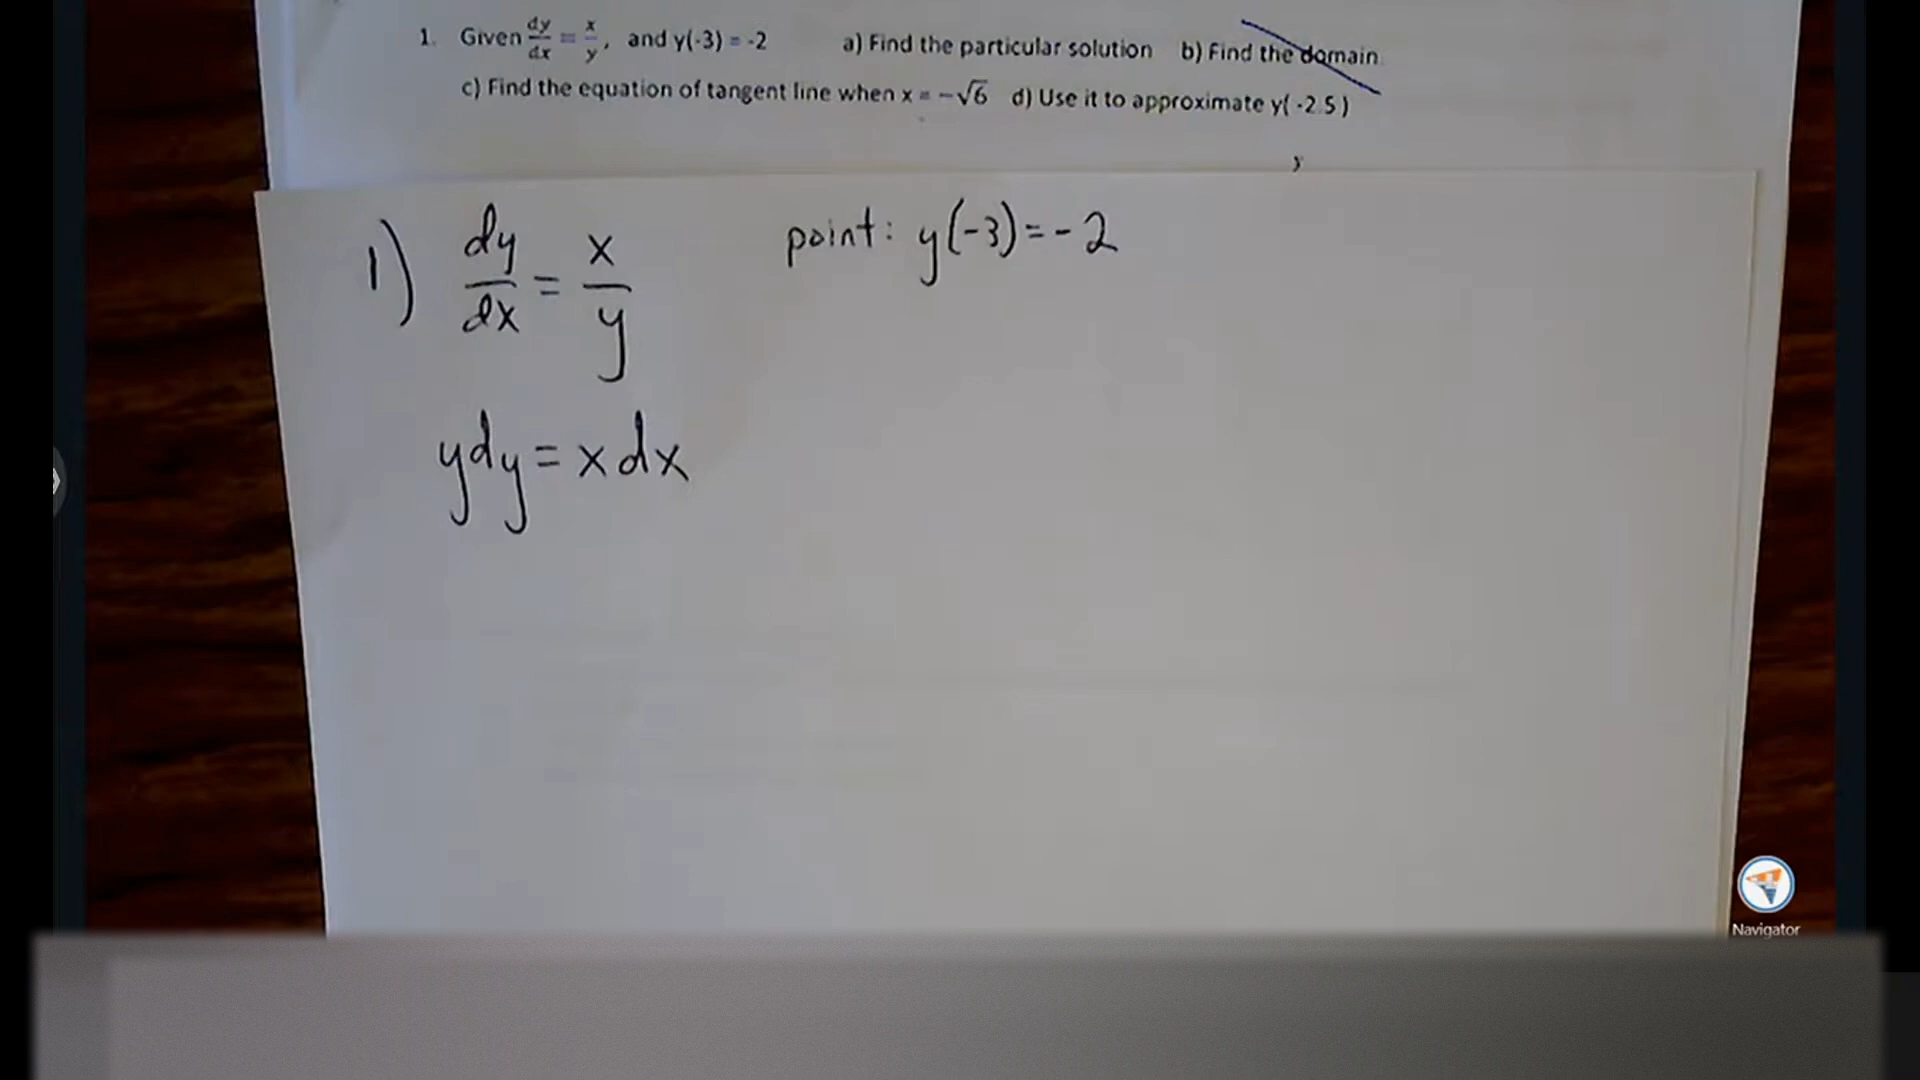 1. Given dy/dx = x/y, and y(-3) = -2 a) Find the particular solution b) Find the domain
c) Find the equation of tangent line when x = -√6 d) Use it to approximate y( -2.5 )
1) dy/dx = x/y point: y(-3) = -2
ydy = xdx
Navigator